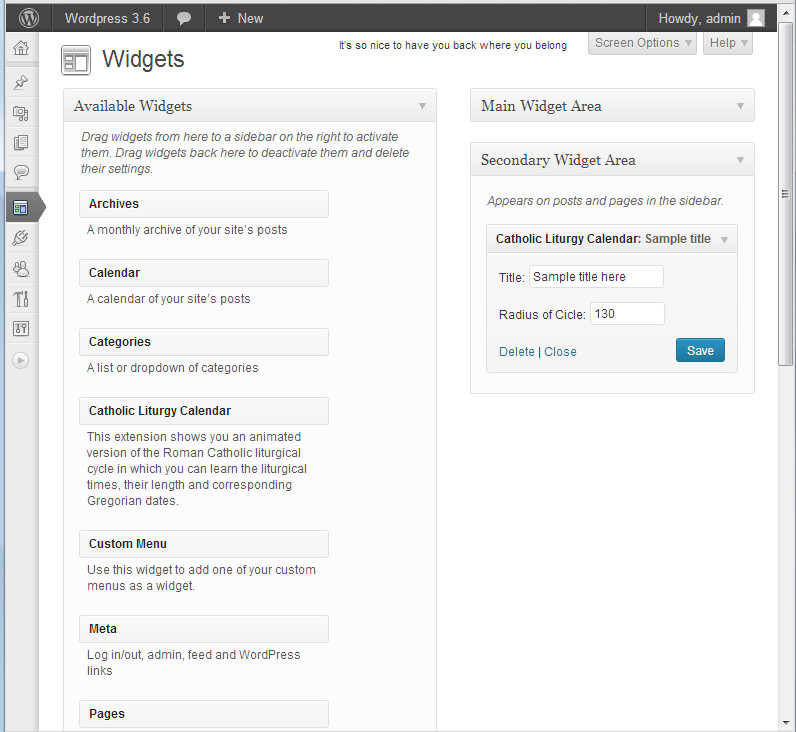 Wordpress 3.6
New
Howdy, admin
It's so nice to have you back where you belong
Screen Options
Help
Widgets
Available Widgets
Drag widgets from here to a sidebar on the right to activate
them. Drag widgets back here to deactivate them and delete
their settings.
Archives
A monthly archive of your site's posts
Calendar
A calendar of your site's posts
Categories
A list or dropdown of categories
Catholic Liturgy Calendar
This extension shows you an animated
version of the Roman Catholic liturgical
cycle in which you can learn the liturgical
times, their length and corresponding
Gregorian dates.
Custom Menu
Use this widget to add one of your custom
menus as a widget.
Meta
Log in/out, admin, feed and WordPress
links
Pages
Main Widget Area
Secondary Widget Area
Appears on posts and pages in the sidebar.
Catholic Liturgy Calendar: Sample title
Title: Sample title here
Radius of Cicle: 130
Delete | Close
Save